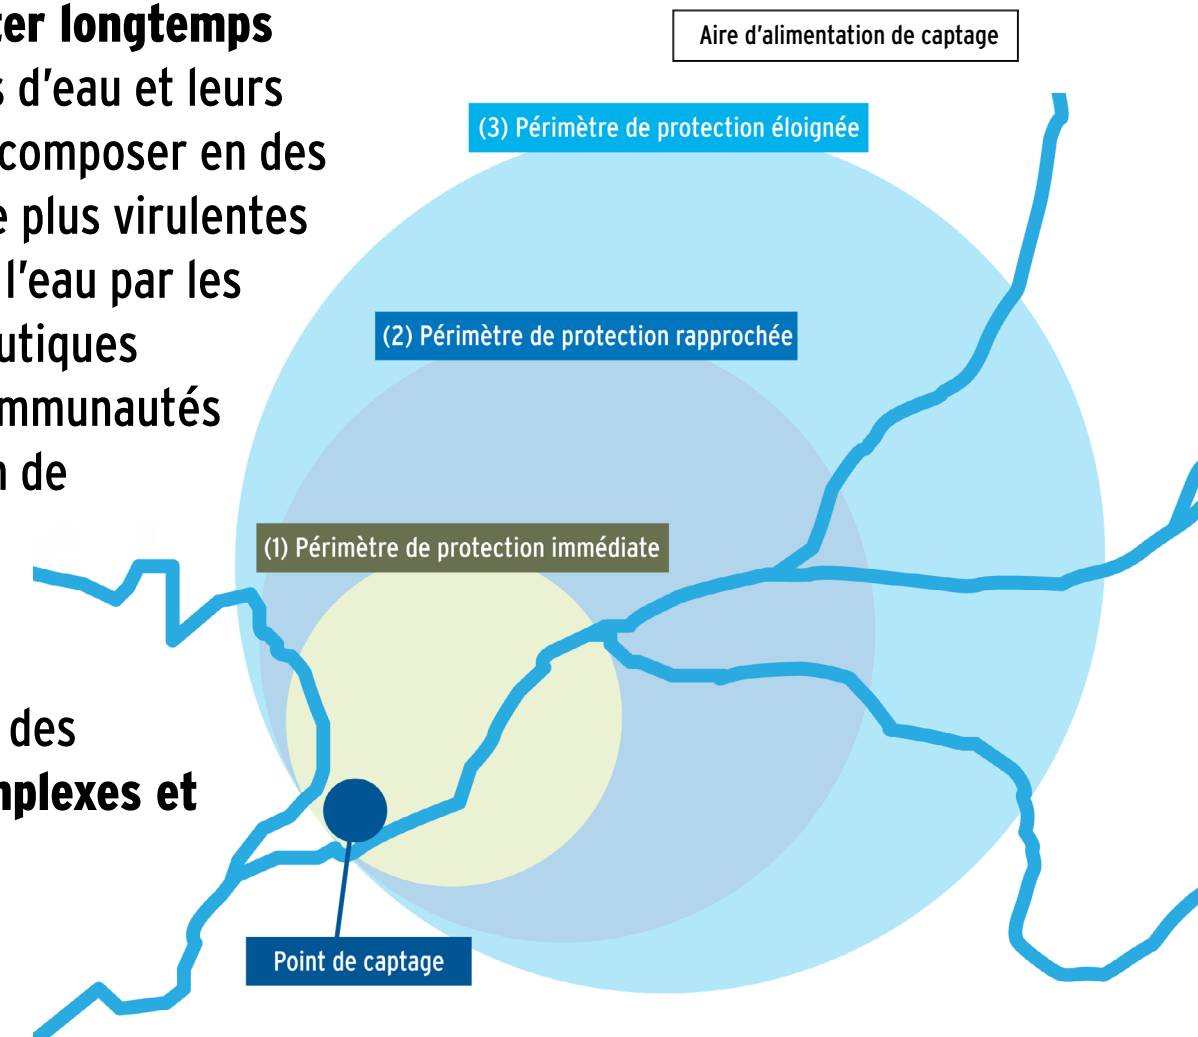 ter longtemps
d'eau et leurs
composer en des
plus virulentes
l'eau par les
utiques
mmunautés
de
des
nplexes et
Aire d'alimentation de captage
(3) Périmètre de protection éloignée
(2) Périmètre de protection rapprochée
(1) Périmètre de protection immédiate
Point de captage